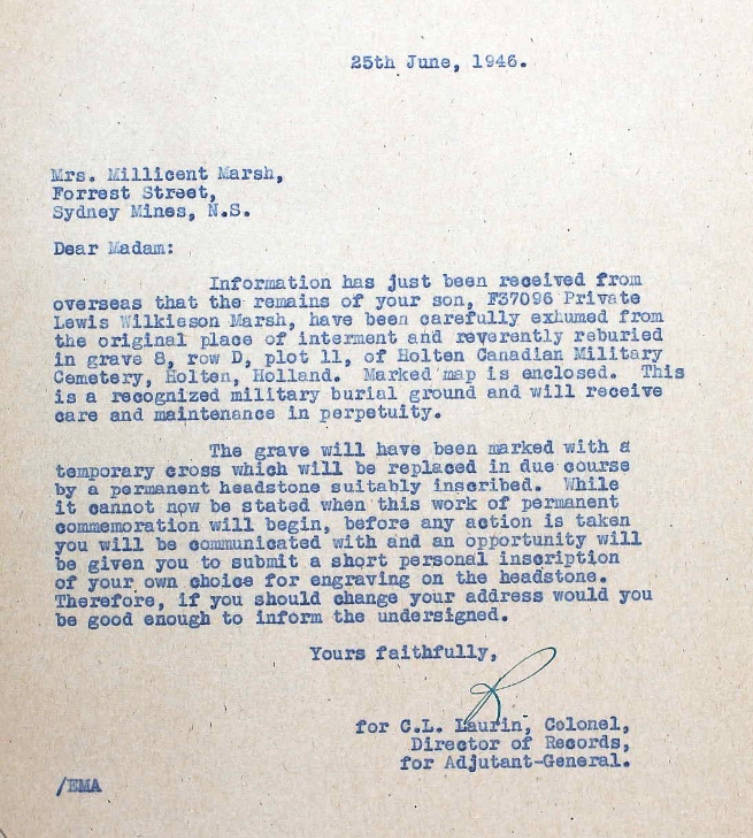 25th June, 1946.
Mrs. Millicent Marsh,
Forrest Street,
Sydney Mines, N.S.
Dear Madam:
Information has just been received from
overseas that the remains of your son, F37096 Private
Lewis Wilkieson Marsh, have been carefully exhumed from
the original place of interment and reverently reburied
in grave 8, row D, plot 11, of Holten Canadian Military
Cemetery, Holten, Holland. Marked map is enclosed. This
is a recognized military burial ground and will receive
care and maintenance in perpetuity.
The grave will have been marked with a
temporary cross which will be replaced in due course
by a permanent headstone suitably inscribed. While
it cannot now be stated when this work of permanent
commemoration will begin, before any action is taken
you will be communicated with and an opportunity will
be given you to submit a short personal inscription
of your own choice for engraving on the headstone.
Therefore, if you should change your address would you
be good enough to inform the undersigned.
Yours faithfully,
for C.L. Laurin, Colonel,
Director of Records,
for Adjutant-General.
/EMA